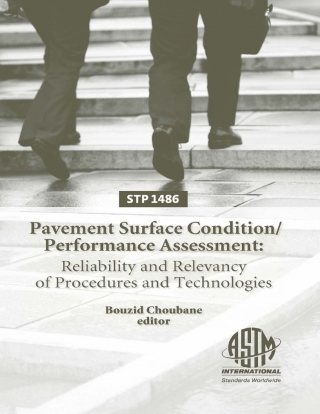 STP 1486
Pavement Surface Condition/
Performance Assessment:
Reliability and Relevancy
of Procedures and Technologies
Bouzid Choubane
editor
ASTM
INTERNATIONAL
Standards Worldwide